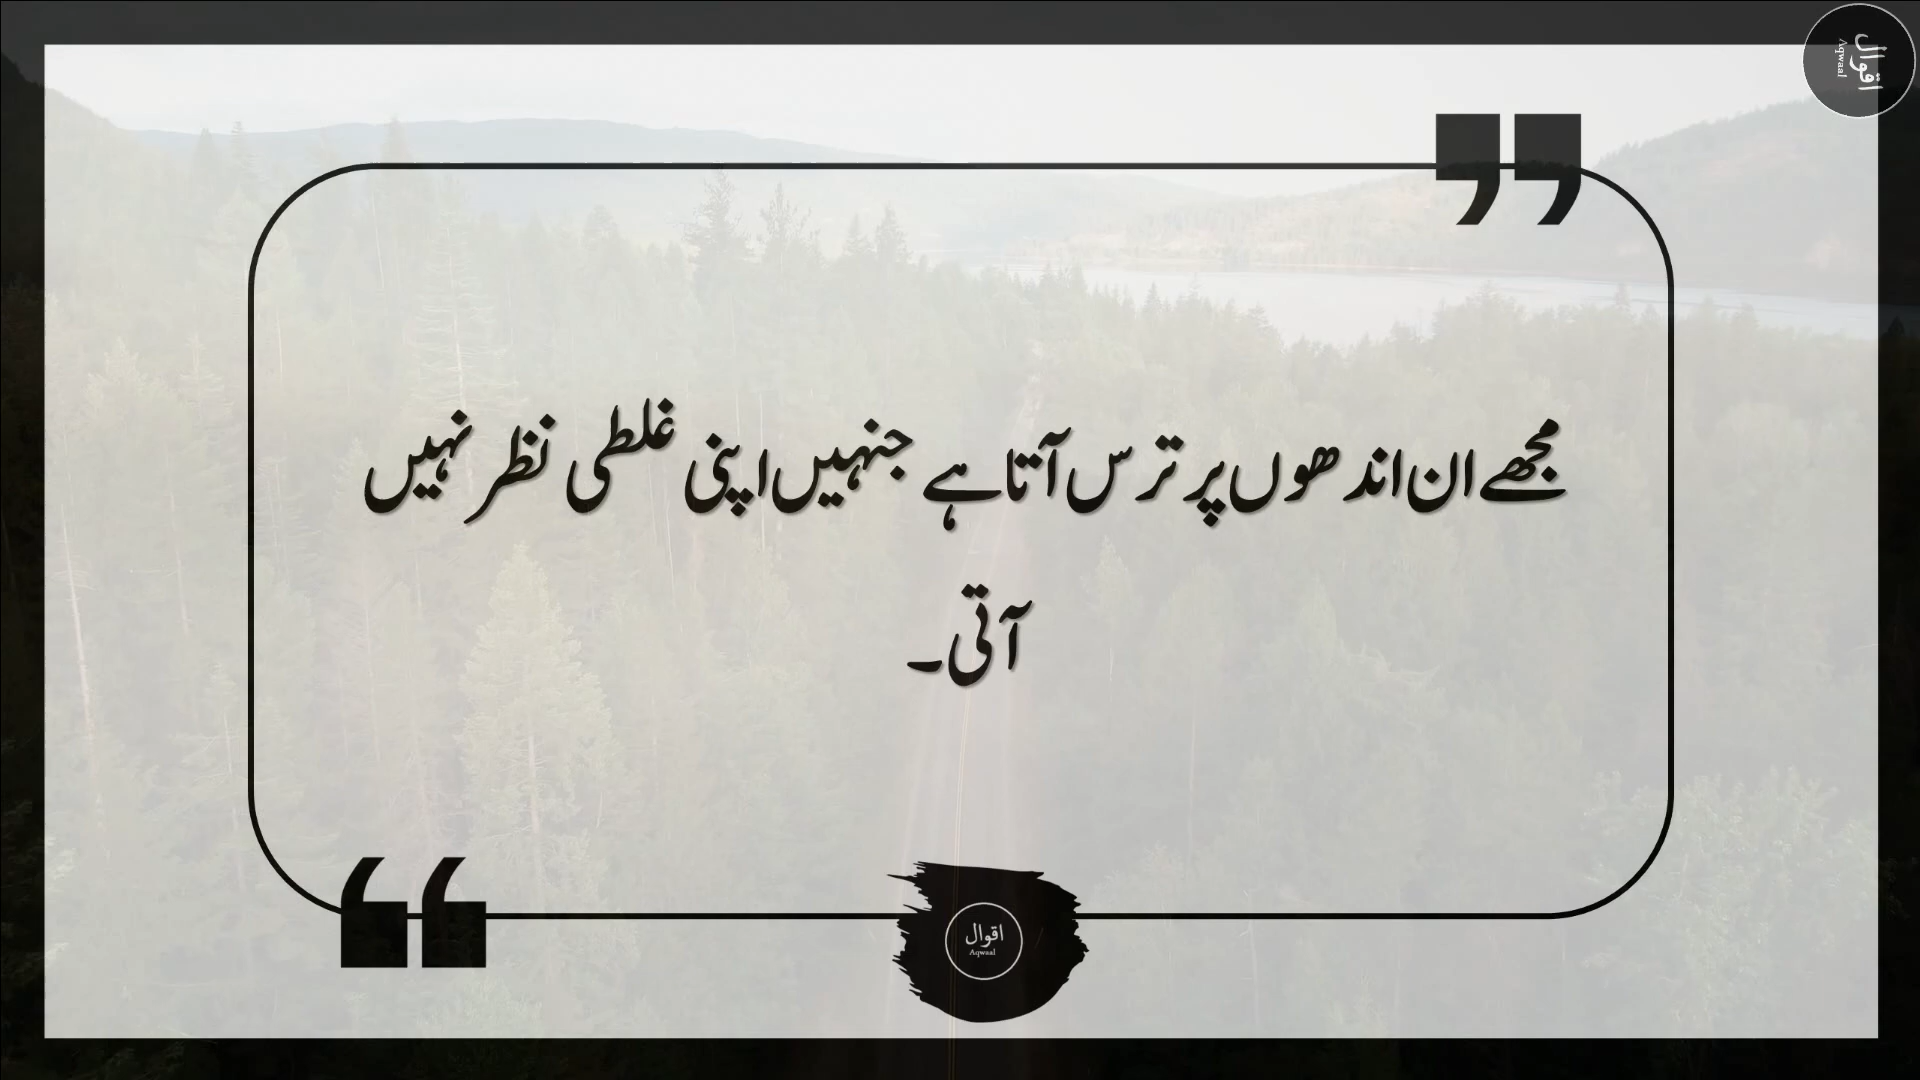 اقوال
Aqwaal
مجھے ان اندھوں پر ترس آتا ہے جنہیں اپنی غلطی نظر نہیں
آتی۔
اقوال
Aqwaal